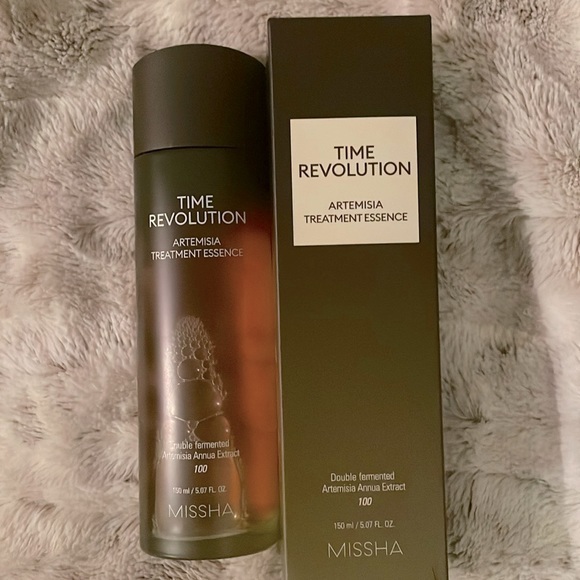 TIME
REVOLUTION
ARTEMISIA
TREATMENT ESSENCE
Double fermented
Artemisia Annua Extract
100
150 ml / 5.07 FL. OZ.
MISSHA
TIME
REVOLUTION
ARTEMISIA
TREATMENT ESSENCE
Double fermented
Artemisia Annua Extract
100
150 ml / 5.07 FL. OZ.
MISSHA